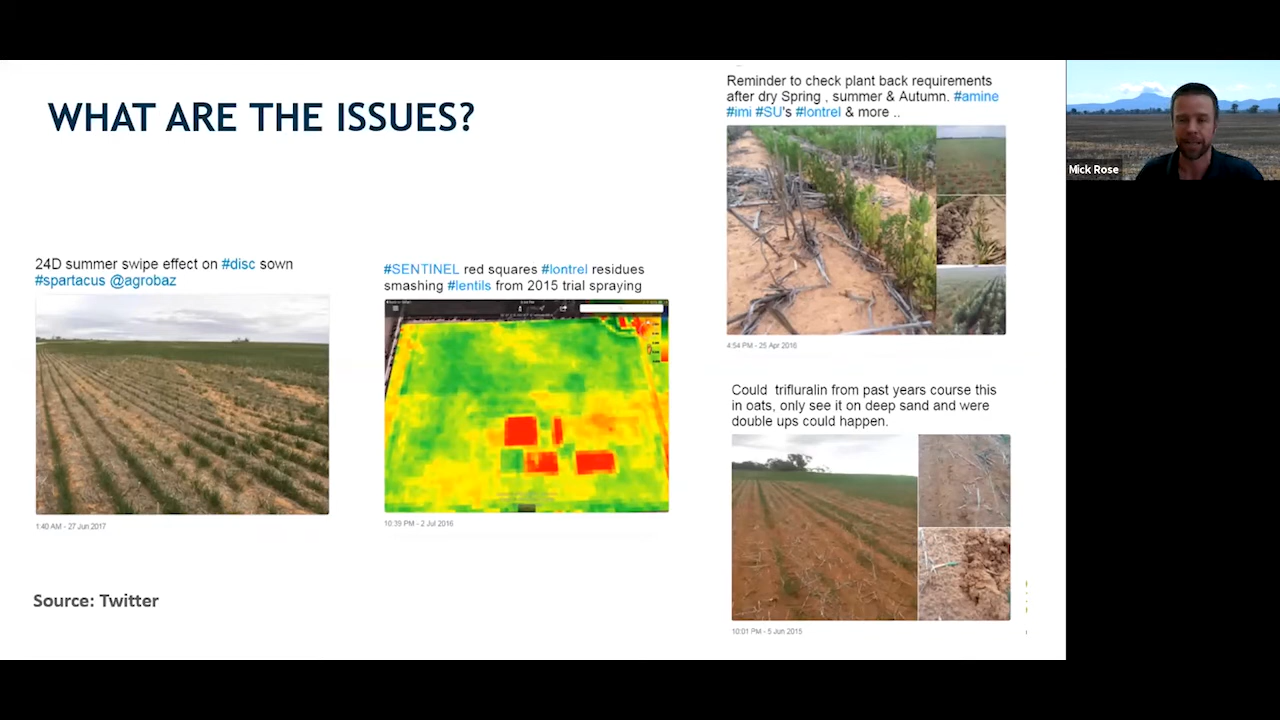 WHAT ARE THE ISSUES?
24D summer swipe effect on #disc sown
#spartacus @agrobaz
1:40 AM - 27 Jun 2017
#SENTINEL red squares #lontrel residues
smashing #lentils from 2015 trial spraying
10:39 PM - 2 Jul 2016
Reminder to check plant back requirements
after dry Spring , summer & Autumn. #amine
#imi #SU's #lontrel & more ..
4:54 PM - 25 Apr 2016
Could trifluralin from past years course this
in oats, only see it on deep sand and were
double ups could happen.
10:01 PM - 5 Jun 2015
Source: Twitter
Mick Rose